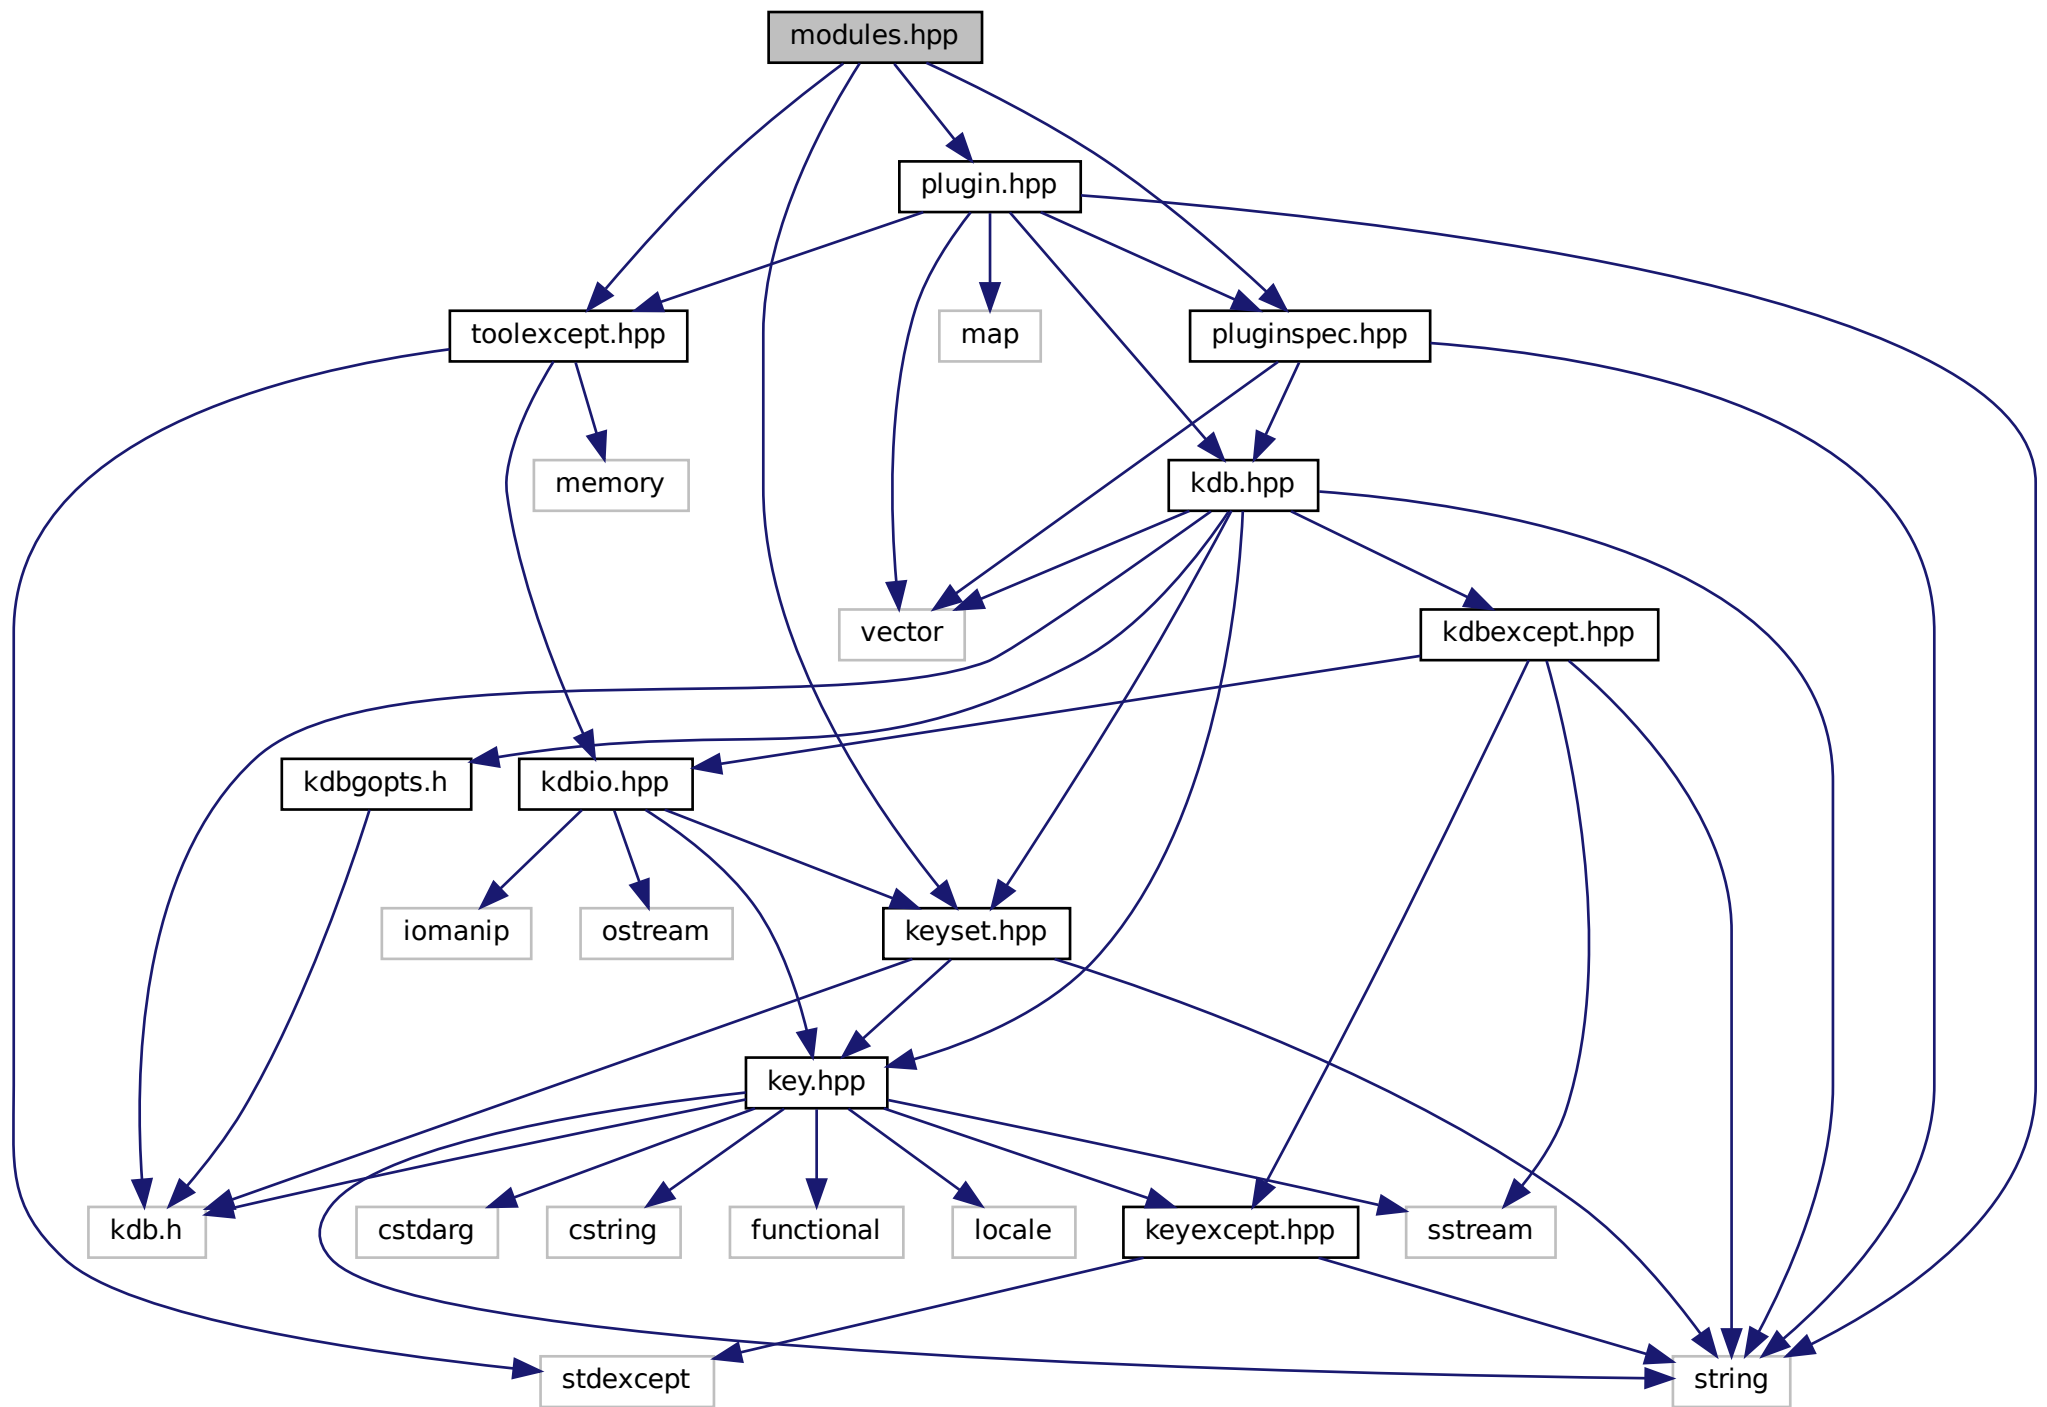 modules.hpp
plugin.hpp
toolexcept.hpp
map
pluginspec.hpp
memory
kdb.hpp
vector
kdbexcept.hpp
kdbgopts.h
kdbio.hpp
iomanip
ostream
keyset.hpp
key.hpp
kdb.h
cstdarg
cstring
functional
locale
keyexcept.hpp
sstream
stdexcept
string